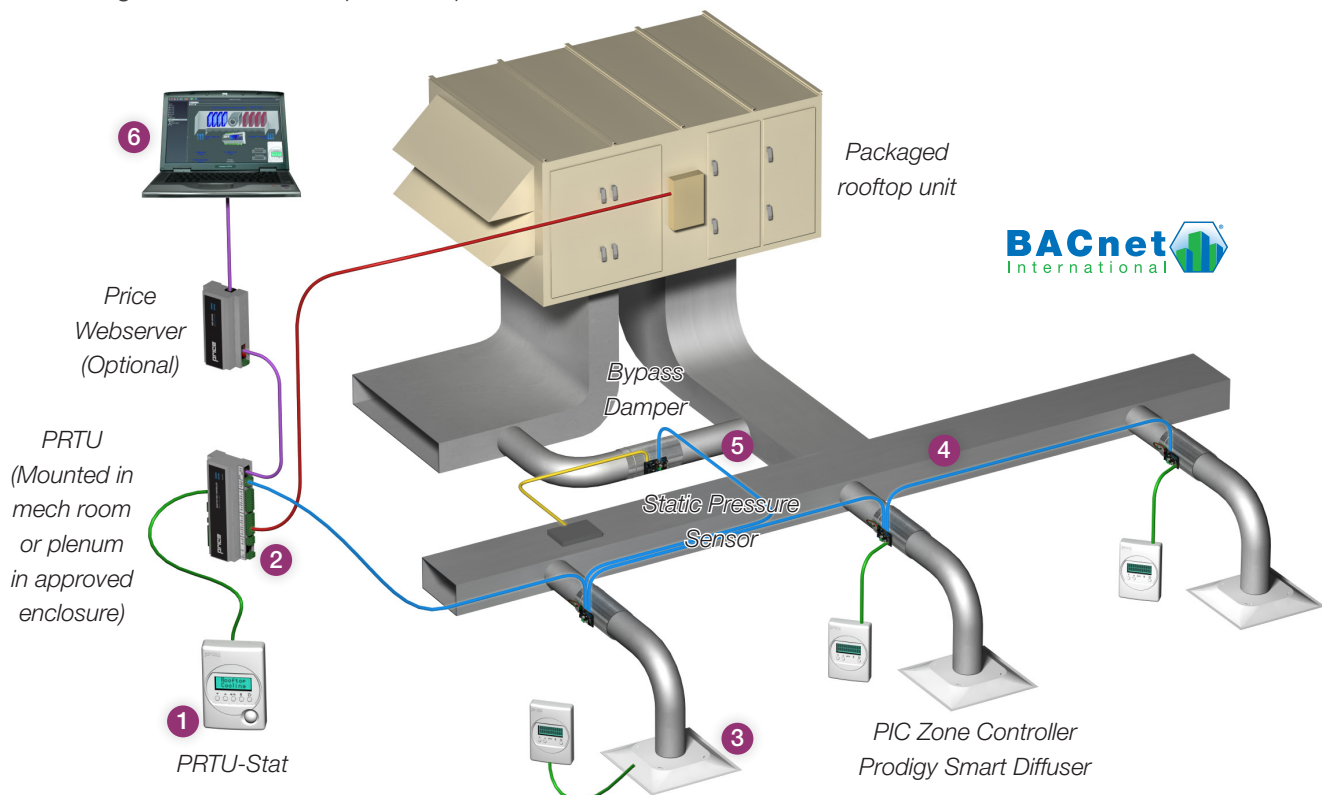 6
Packaged
rooftop unit
BACnet
International
Price
Webserver
(Optional)
price
Bypass
Damper
5
4
PRTU
(Mounted in
mech room
or plenum
in approved
enclosure)
price
2
Static Pressure
Sensor
Rooftop
Cooling
1
PRTU-Stat
3
PIC Zone Controller
Prodigy Smart Diffuser